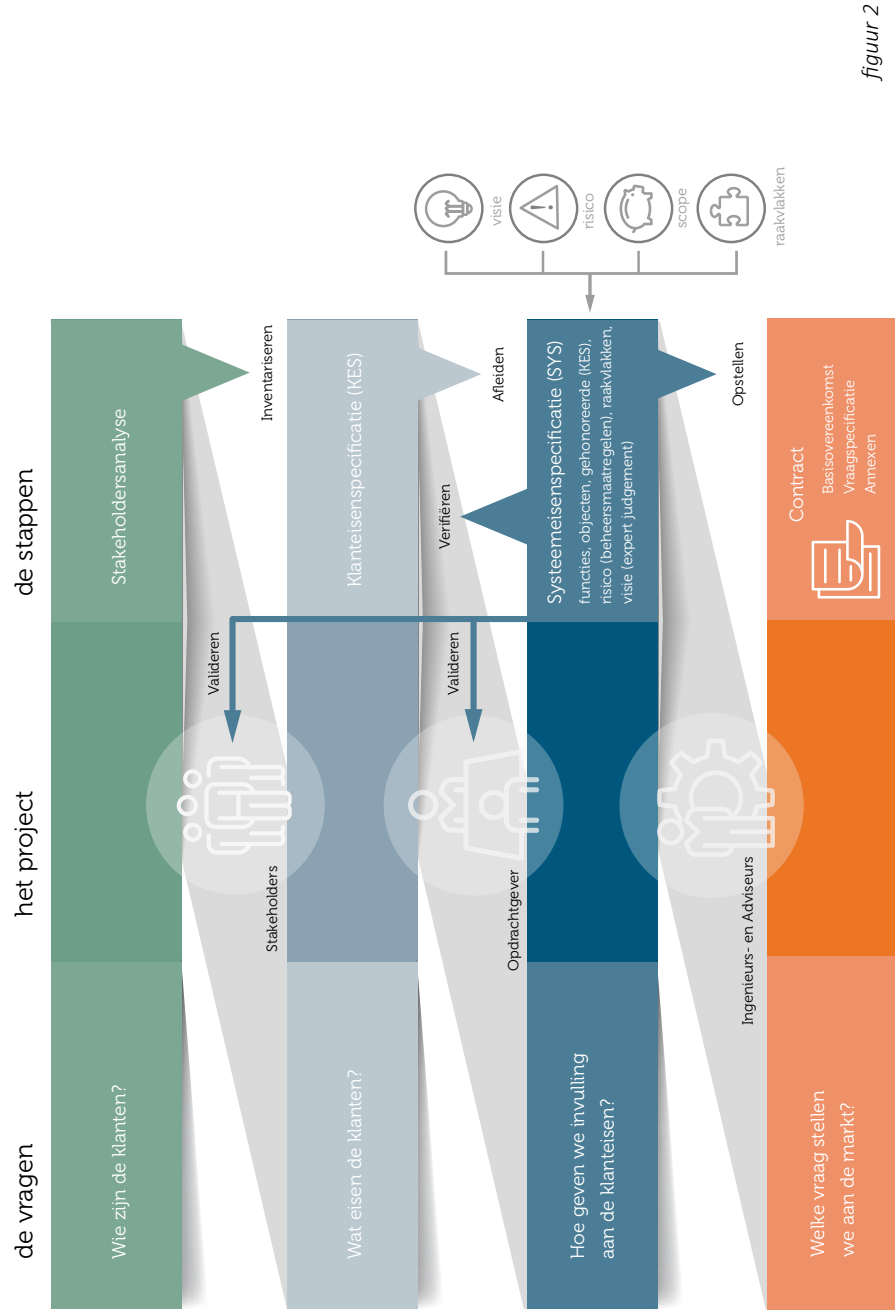 de vragen
het project
de stappen
Wie zijn de klanten?
Stakeholdersanalyse
Valideren
Inventariseren
Stakeholders
Wat eisen de klanten?
Klanteisenspecificatie (KES)
Verifiëren
Valideren
Afleiden
Opdrachtgever
visie
risico
scope
raakvlakken
Hoe geven we invulling
aan de klanteisen?
Systeemeisenspecificatie (SYS)
functies, objecten, gehonoreerde (KES),
risico (beheersmaatregelen), raakvlakken,
visie (expert judgement)
Opstellen
Ingenieurs- en Adviseurs
Welke vraag stellen
we aan de markt?
Contract
Basisovereenkomst
Vraagspecificatie
Annexen
figuur 2